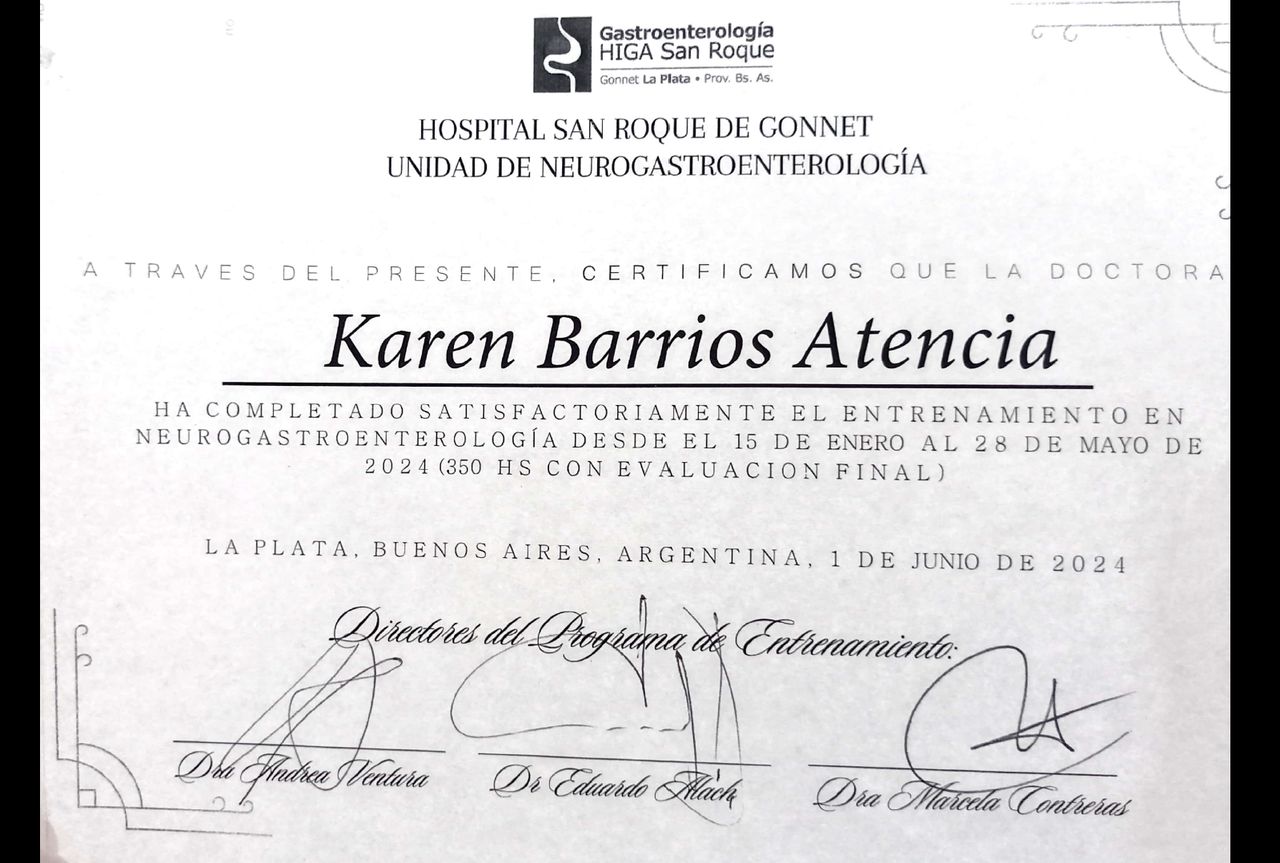 Gastroenterología
HIGA San Roque
Gonnet La Plata • Prov. Bs. As.
HOSPITAL SAN ROQUE DE GONNET
UNIDAD DE NEUROGASTROENTEROLOGÍA
A TRAVES DEL PRESENTE, CERTIFICAMOS QUE LA DOCTORA
Karen Barrios Atencia
HA COMPLETADO SATISFACTORIAMENTE EL ENTRENAMIENTO EN
NEUROGASTROENTEROLOGÍA DESDE EL 15 DE ENERO AL 28 DE MAYO DE
2024 (350 HS CON EVALUACION FINAL)
LA PLATA, BUENOS AIRES, ARGENTINA, 1 DE JUNIO DE 2024
Directores del Programa de Entrenamiento:
Dra Andrea Ventura
Dr Eduardo Alách
Dra Marcela Contreras